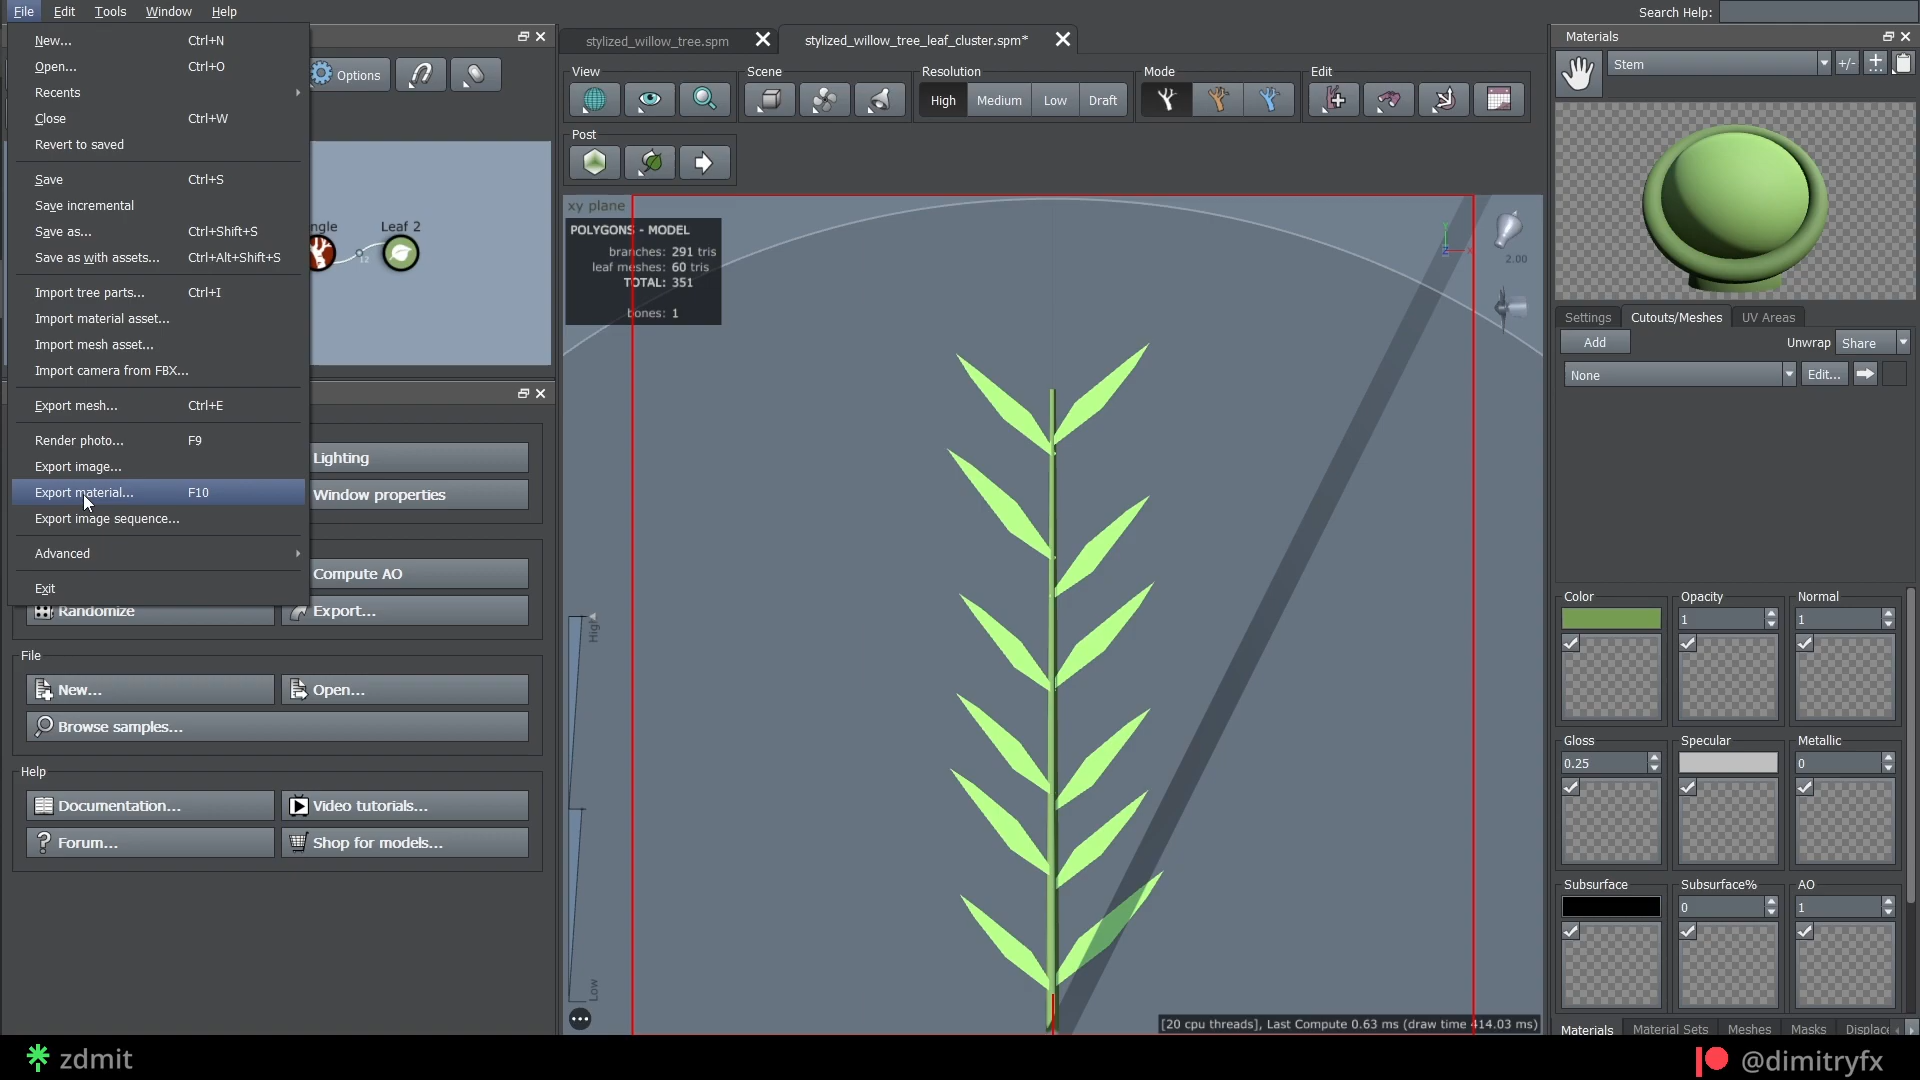 File Edit Tools Window Help
Search Help:
New... Ctrl+N
Open... Ctrl+O
Recents
Close Ctrl+W
Revert to saved
Save Ctrl+S
Save incremental
Save as... Ctrl+Shift+S
Save as with assets... Ctrl+Alt+Shift+S
Import tree parts... Ctrl+I
Import material asset...
Import mesh asset...
Import camera from FBX...
Export mesh... Ctrl+E
Render photo... F9
Export image...
Export material... F10
Export image sequence...
Advanced
Exit
Options
ngle
Leaf 2
12
Lighting
Window properties
Compute AO
Randomize
Export...
File
New...
Open...
Browse samples...
Help
Documentation...
Video tutorials...
Forum...
Shop for models...
stylized_willow_tree.spm
stylized_willow_tree_leaf_cluster.spm*
View
Scene
Resolution
High Medium Low Draft
Mode
Edit
Post
xy plane
POLYGONS - MODEL
branches: 291 tris
leaf meshes: 60 tris
TOTAL: 351
bones: 1
2.00
High
Low
[20 cpu threads], Last Compute 0.63 ms (draw time 414.03 ms)
Materials
Stem
+/-
Settings Cutouts/Meshes UV Areas
Add
Unwrap Share
None
Edit...
Color Opacity Normal
1 1
Gloss Specular Metallic
0.25 0
Subsurface Subsurface% AO
0 1
Materials Material Sets Meshes Masks Displace
zdmit
@dimitryfx